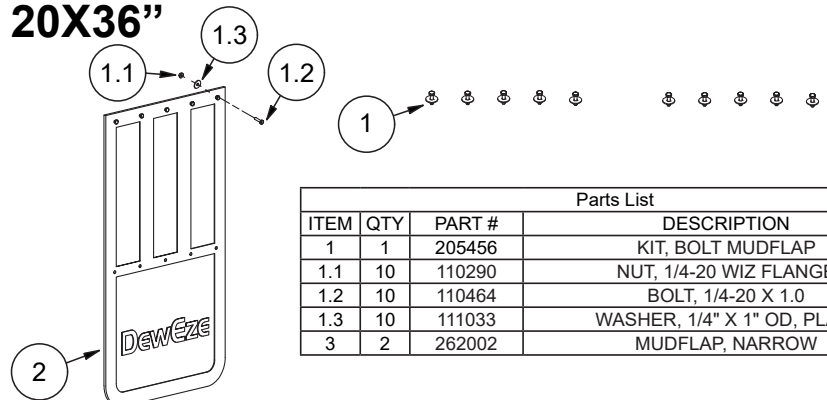 20X36”
1.1
1.3
1.2
1
2
DEWEZE
Parts List
ITEM QTY PART # DESCRIPTION
1 1 205456 KIT, BOLT MUDFLAP
1.1 10 110290 NUT, 1/4-20 WIZ FLANGE
1.2 10 110464 BOLT, 1/4-20 X 1.0
1.3 10 111033 WASHER, 1/4" X 1" OD,
3 2 262002 MUDFLAP, NARROW